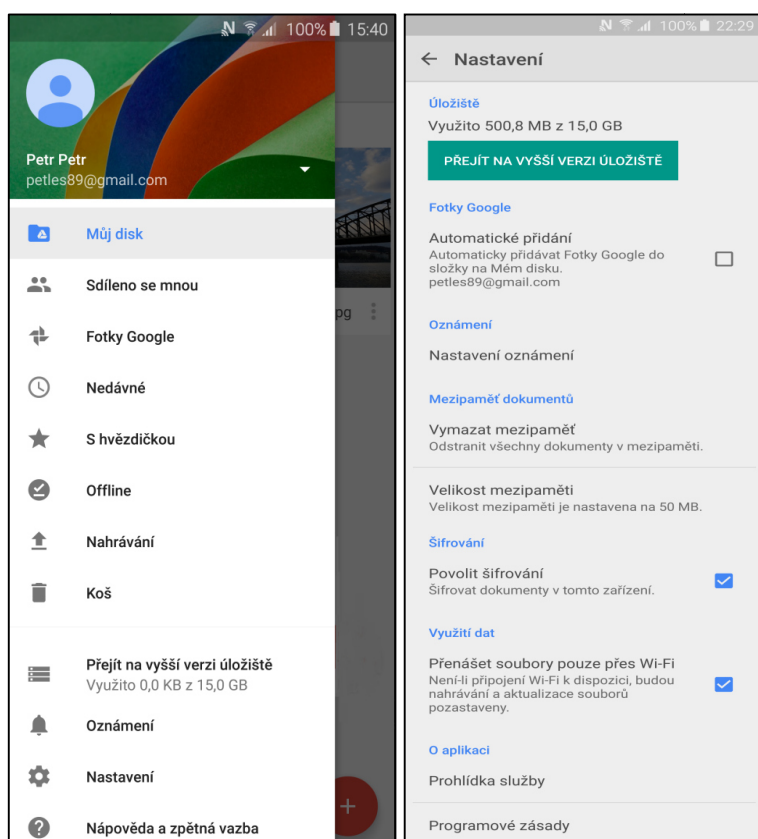 100% 15:40
Petr Petr
petles89@gmail.com
Můj disk
Sdíleno se mnou
Fotky Google
Nedávné
S hvězdičkou
Offline
Nahrávání
Koš
Přejít na vyšší verzi úložiště
Využito 0,0 KB z 15,0 GB
Oznámení
Nastavení
Nápověda a zpětná vazba
pg
100% 22:29
Nastavení
Úložiště
Využito 500,8 MB z 15,0 GB
PŘEJÍT NA VYŠŠÍ VERZI ÚLOŽIŠTĚ
Fotky Google
Automatické přidání
Automaticky přidávat Fotky Google do
složky na Mém disku.
petles89@gmail.com
Oznámení
Nastavení oznámení
Mezipaměť dokumentů
Vymazat mezipaměť
Odstranit všechny dokumenty v mezipaměti.
Velikost mezipaměti
Velikost mezipaměti je nastavena na 50 MB.
Šifrování
Povolit šifrování
Šifrovat dokumenty v tomto zařízení.
Využití dat
Přenášet soubory pouze přes Wi-Fi
Není-li připojení Wi-Fi k dispozici, budou
nahrávání a aktualizace souborů
pozastaveny.
O aplikaci
Prohlídka služby
Programové zásady